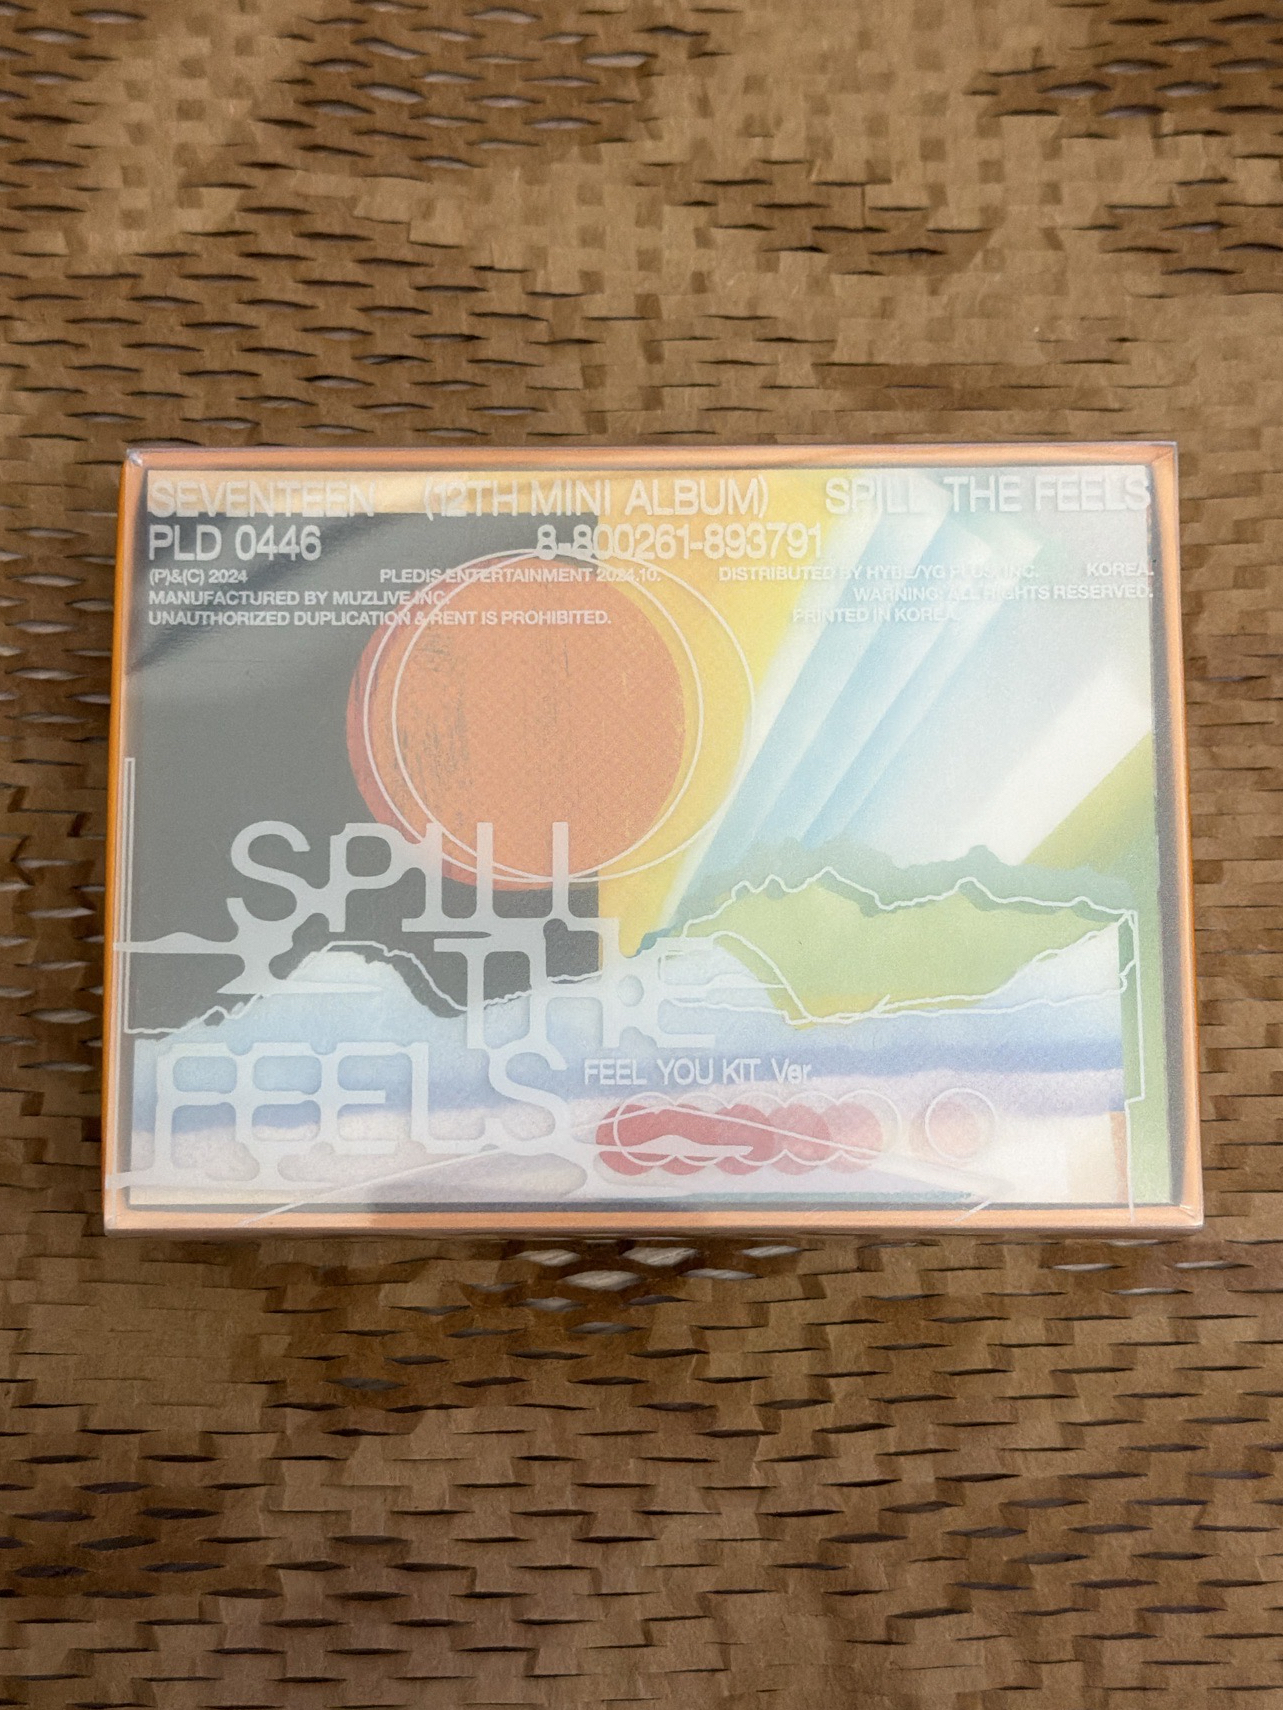 SEVENTEEN (12TH MINI ALBUM) SPILL THE FEELS
PLD 0446 8-800261-893791
(P)&(C) 2024 PLEDIS ENTERTAINMENT 2024.10. DISTRIBUTED BY HYBE/YG PLUS, INC. KOREA.
MANUFACTURED BY MUZLIVE INC. WARNING: ALL RIGHTS RESERVED.
UNAUTHORIZED DUPLICATION & RENT IS PROHIBITED. PRINTED IN KOREA.
SPILL
THE
FEELS
FEEL YOU KIT Ver.